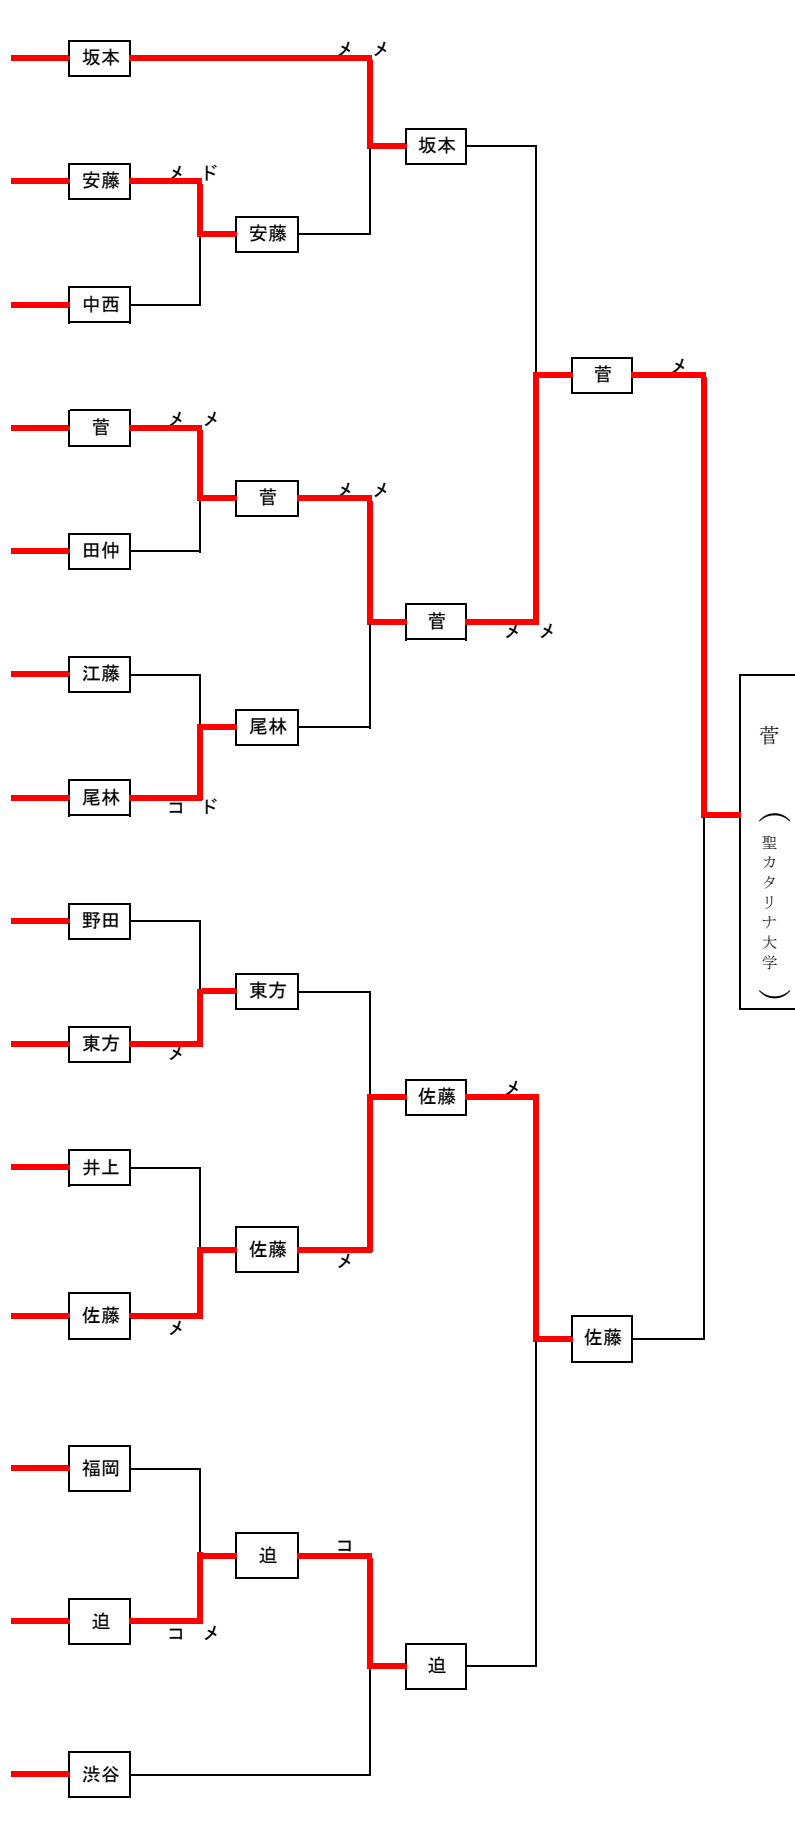 坂本
メ メ
坂本
安藤
メ ド
安藤
中西
菅
メ
菅
メ メ
菅
メ メ
田仲
菅
メ メ
江藤
尾林
尾林
コ ド
菅
（聖カタリナ大学）
野田
東方
東方
メ
佐藤
メ
井上
佐藤
メ
佐藤
メ
佐藤
福岡
迫
コ
迫
コ メ
迫
渋谷